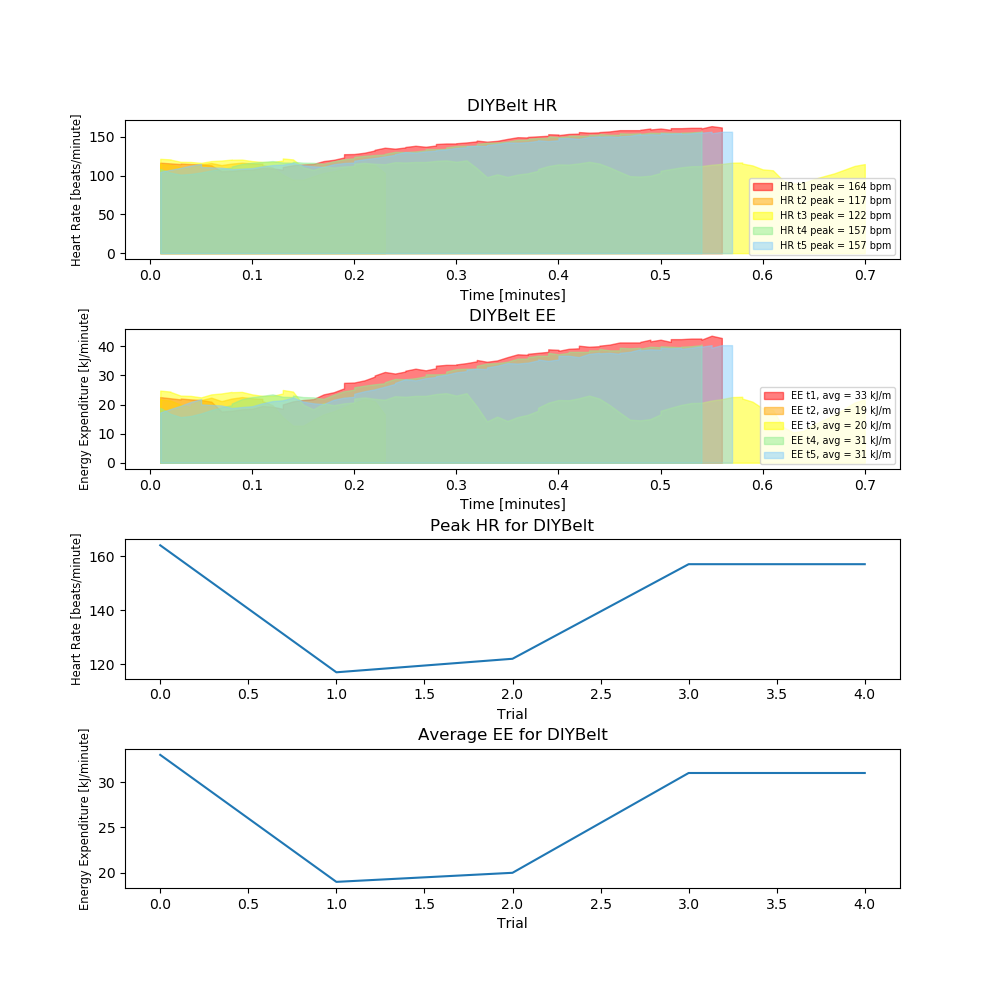 DIYBelt HR
Heart Rate [beats/minute]
150
100
50
0
HR t1 peak = 164 bpm
HR t2 peak = 117 bpm
HR t3 peak = 122 bpm
HR t4 peak = 157 bpm
HR t5 peak = 157 bpm
0.0 0.1 0.2 0.3 0.4 0.5 0.6 0.7
Time [minutes]
DIYBelt EE
Energy Expenditure [kJ/minute]
40
30
20
10
0
EE t1, avg = 33 kJ/m
EE t2, avg = 19 kJ/m
EE t3, avg = 20 kJ/m
EE t4, avg = 31 kJ/m
EE t5, avg = 31 kJ/m
0.0 0.1 0.2 0.3 0.4 0.5 0.6 0.7
Time [minutes]
Peak HR for DIYBelt
Heart Rate [beats/minute]
160
140
120
0.0 0.5 1.0 1.5 2.0 2.5 3.0 3.5 4.0
Trial
Average EE for DIYBelt
Energy Expenditure [kJ/minute]
30
25
20
0.0 0.5 1.0 1.5 2.0 2.5 3.0 3.5 4.0
Trial